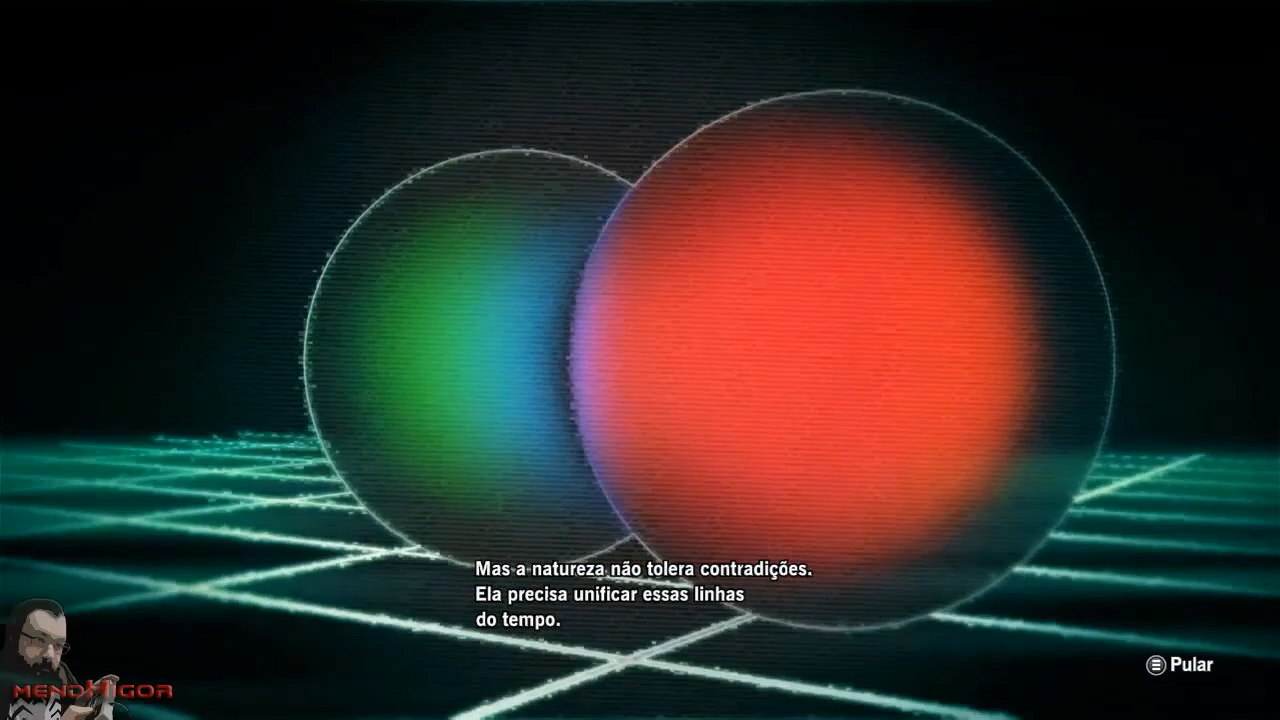 Mas a natureza não tolera contradições.
Ela precisa unificar essas linhas
do tempo.
Pular
MENDHIGOR